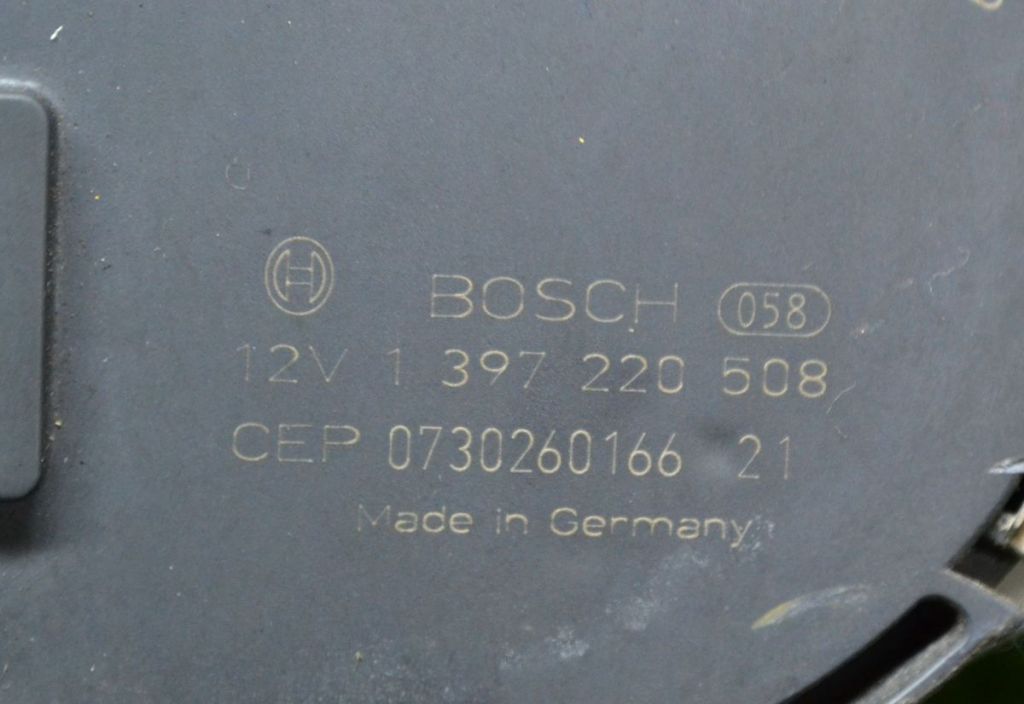 BOSCH 058
12V 1 397 220 508
CEP 0730260166 21
Made in Germany